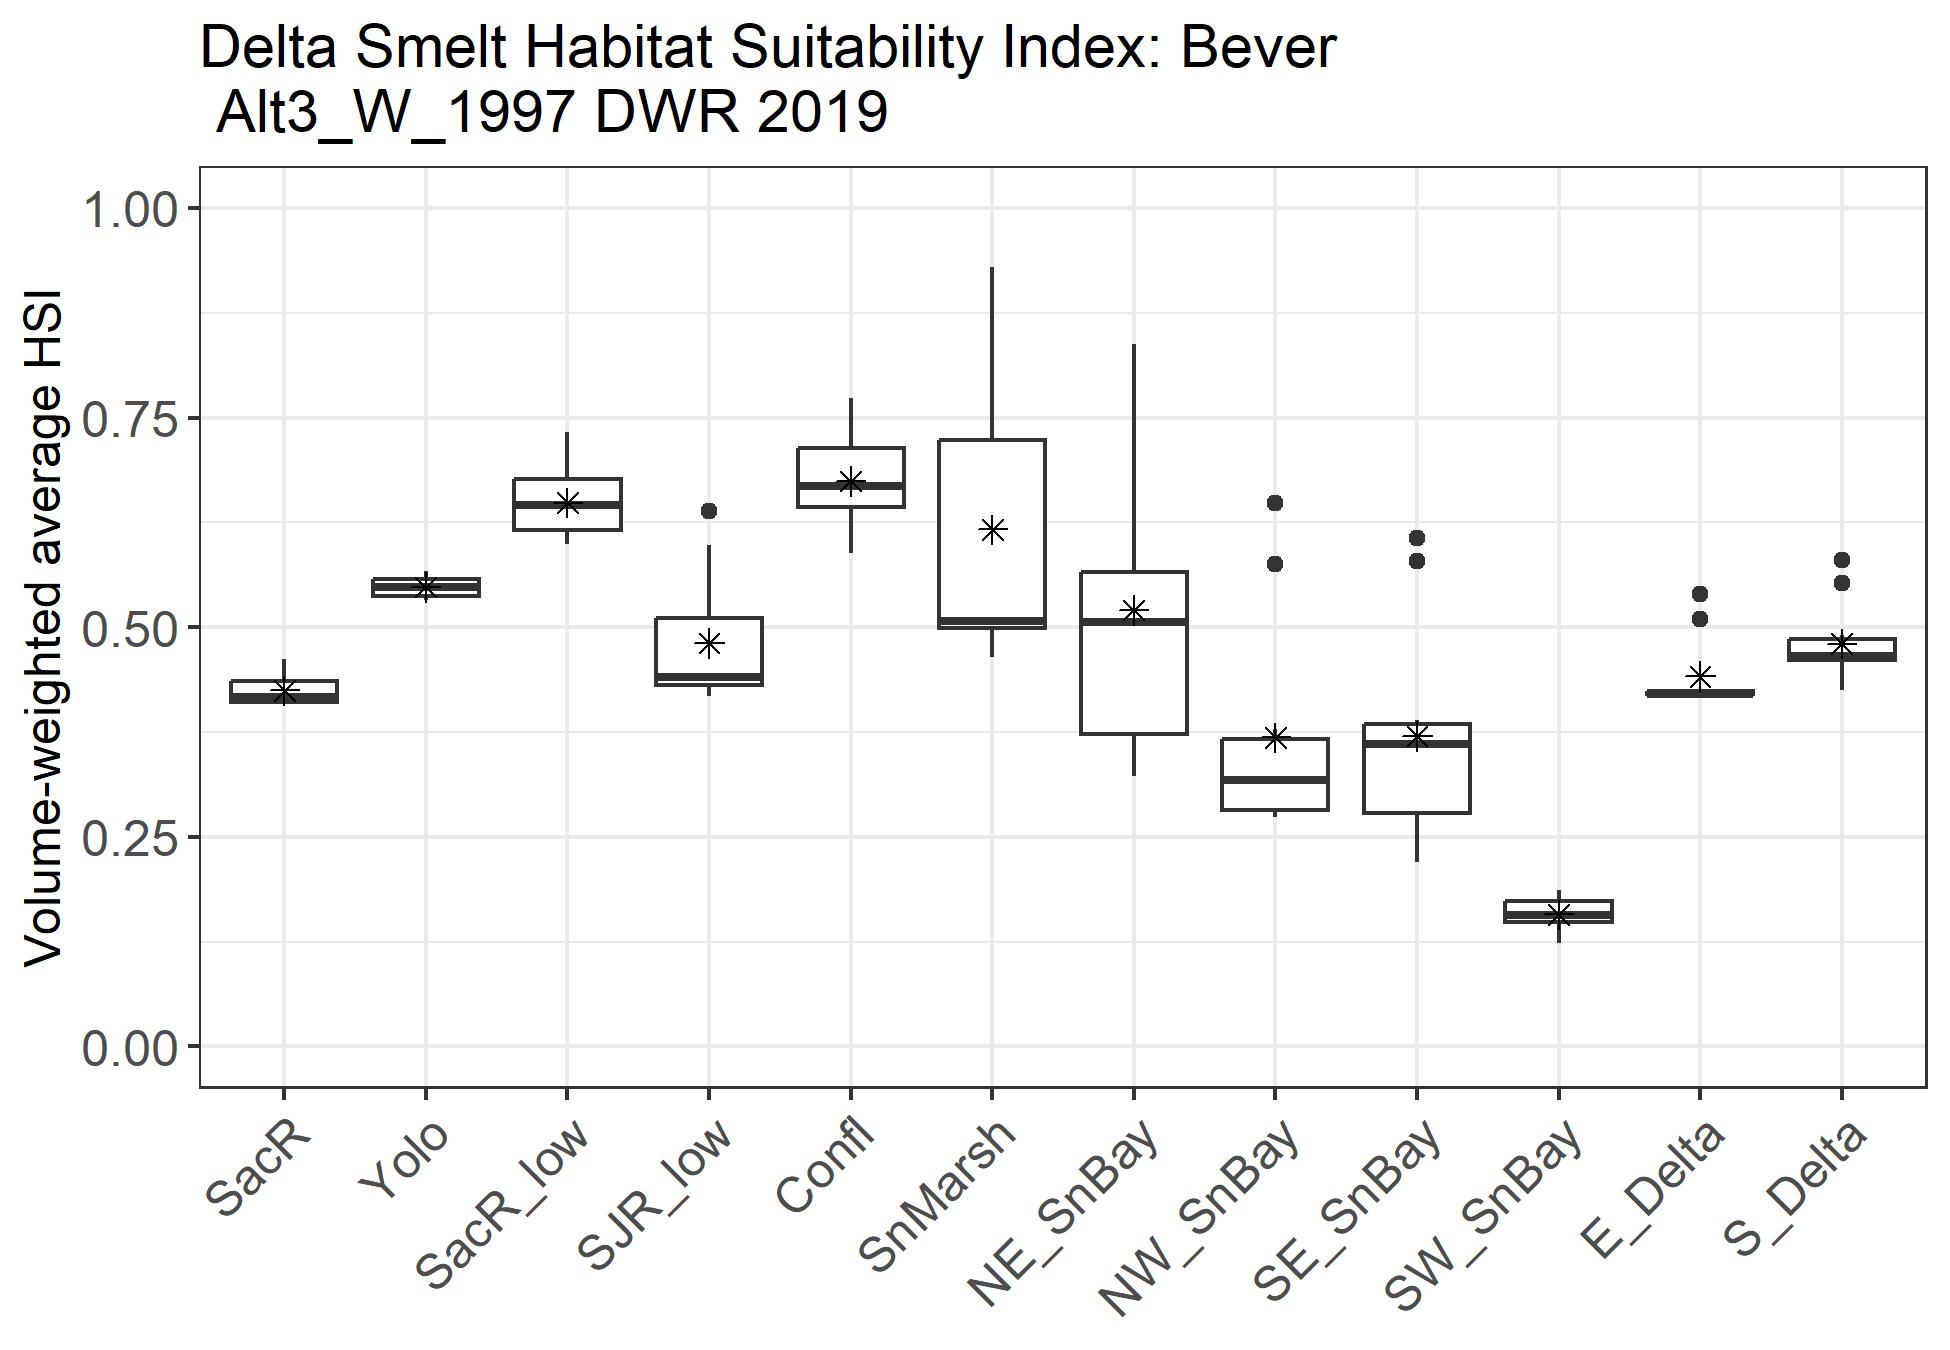 Delta Smelt Habitat Suitability Index: Bever
Alt3_W_1997 DWR 2019
Volume-weighted average HSI
1.00
0.75
0.50
0.25
0.00
SacR
Yolo
SacR_low
SJR_low
Confl
SnMarsh
NE_SnBay
NW_SnBay
SE_SnBay
SW_SnBay
E_Delta
S_Delta